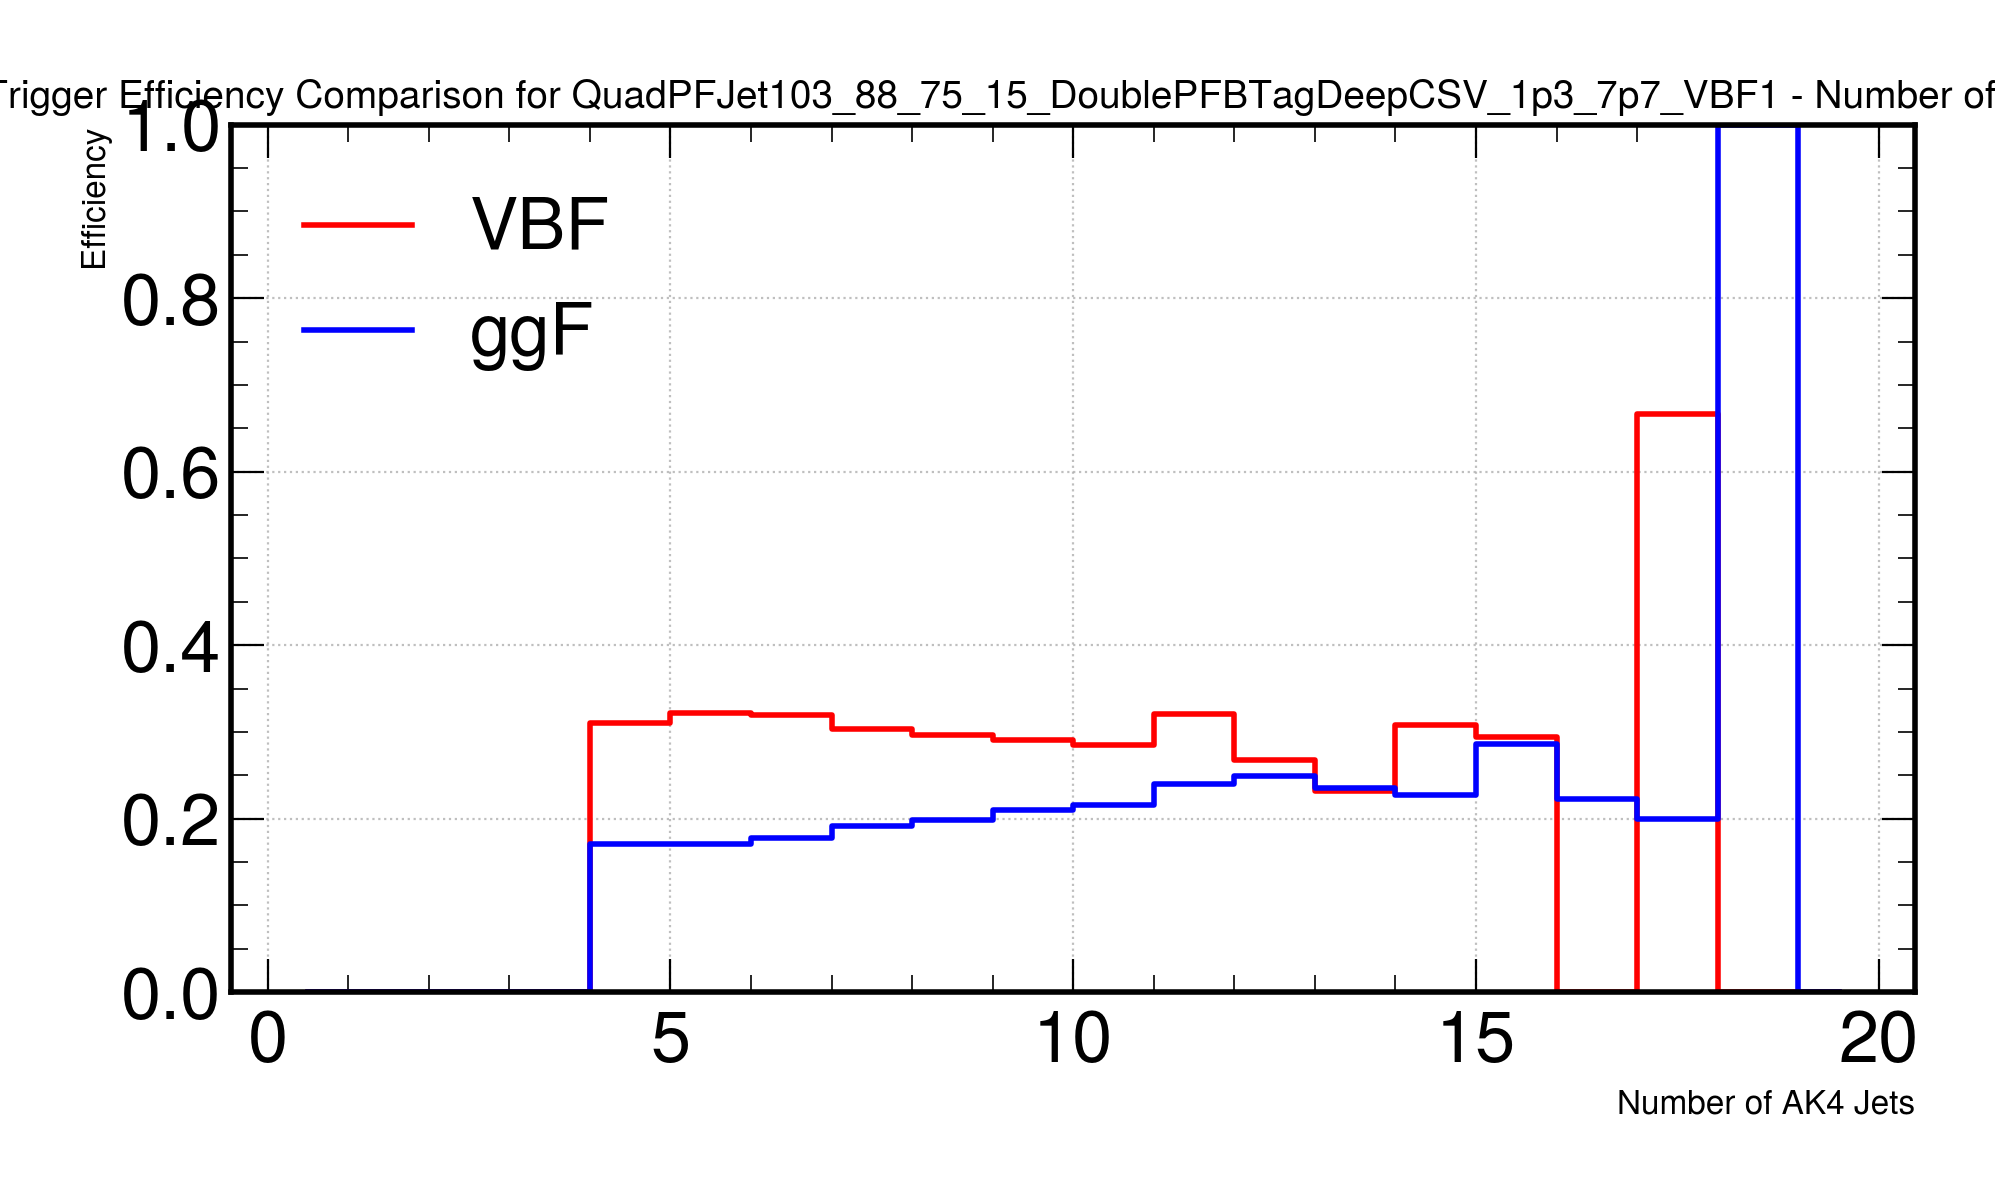 Trigger Efficiency Comparison for QuadPFJet103_88_75_15_DoublePFBTagDeepCSV_1p3_7p7_VBF1 - Number of
Efficiency
1.0
0.8
0.6
0.4
0.2
0.0
VBF
ggF
0 5 10 15 20
Number of AK4 Jets